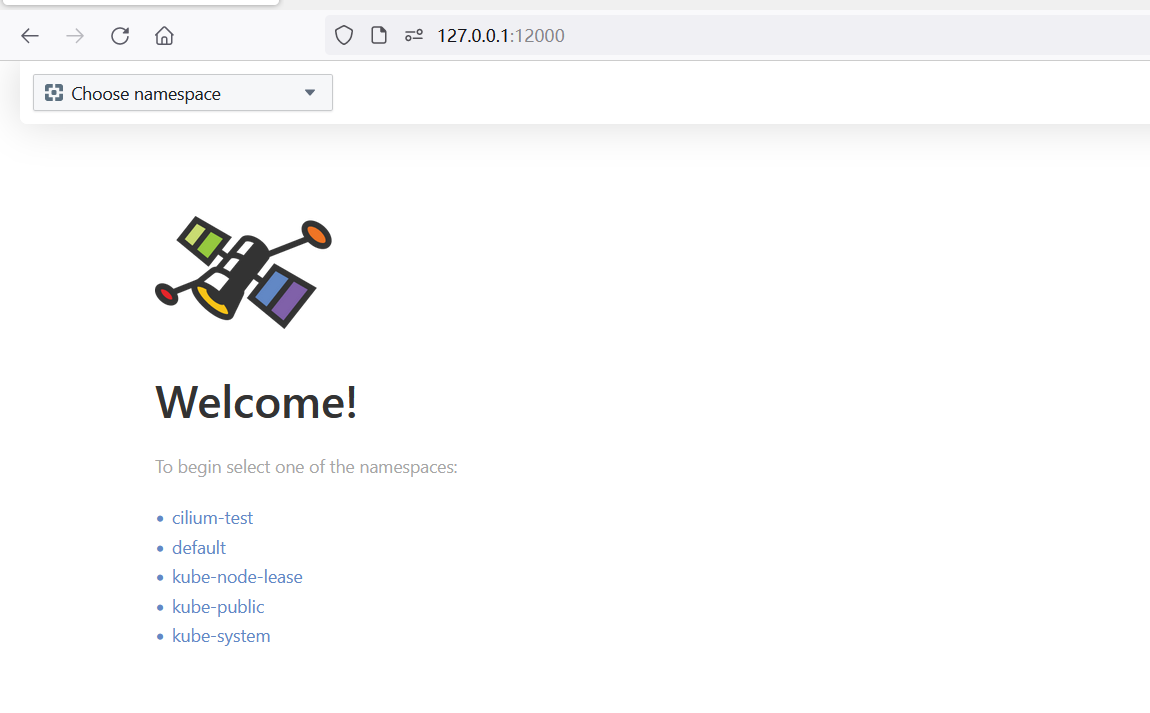 127.0.0.1:12000
Choose namespace
Welcome!
To begin select one of the namespaces:
• cilium-test
• default
• kube-node-lease
• kube-public
• kube-system